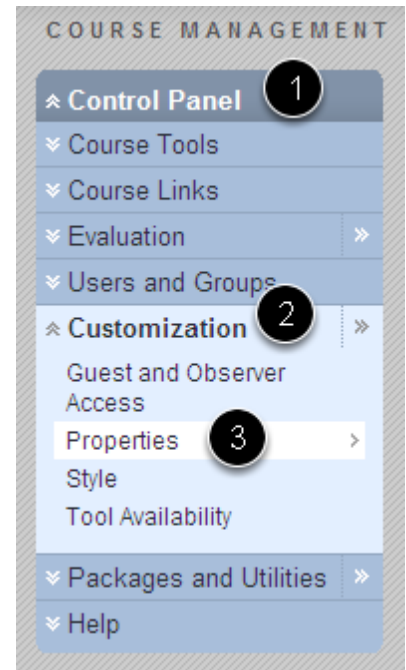 COURSE MANAGEMENT
Control Panel 1
Course Tools
Course Links
Evaluation
Users and Groups
Customization 2
Guest and Observer
Access
Properties 3
Style
Tool Availability
Packages and Utilities
Help